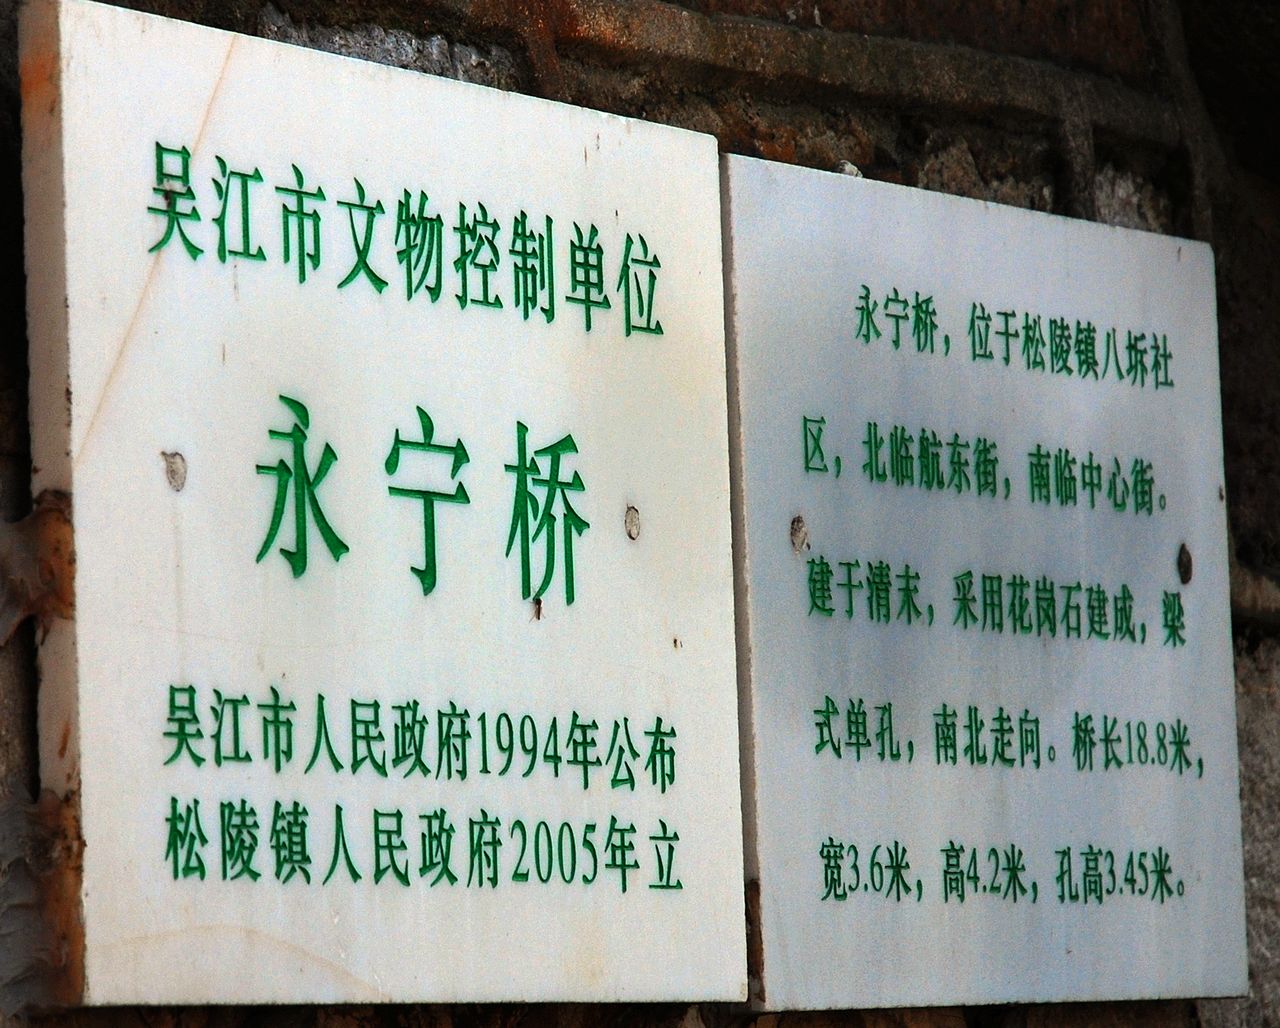 吴江市文物控制单位
永宁桥
吴江市人民政府1994年公布
松陵镇人民政府2005年立
永宁桥，位于松陵镇八坼社
区，北临航东街，南临中心街。
建于清末，采用花岗石建成，梁
式单孔，南北走向。桥长18.8米，
宽3.6米，高4.2米，孔高3.45米。